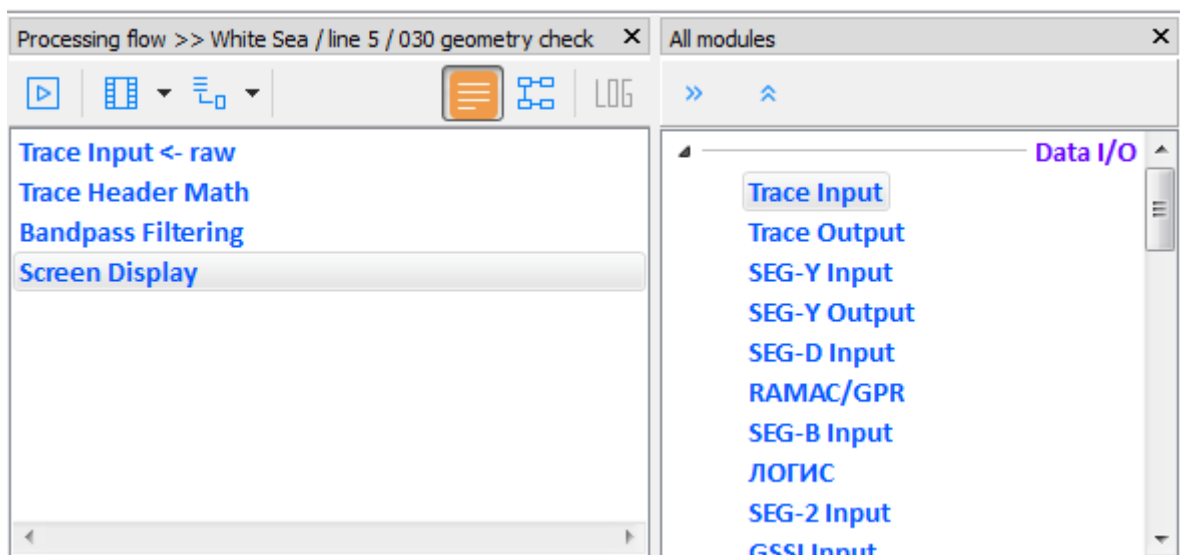 Processing flow >> White Sea / line 5 / 030 geometry check
LOG
Trace Input <- raw
Trace Header Math
Bandpass Filtering
Screen Display
All modules
Data I/O
Trace Input
Trace Output
SEG-Y Input
SEG-Y Output
SEG-D Input
RAMAC/GPR
SEG-B Input
ЛОГИС
SEG-2 Input
GSSI Input